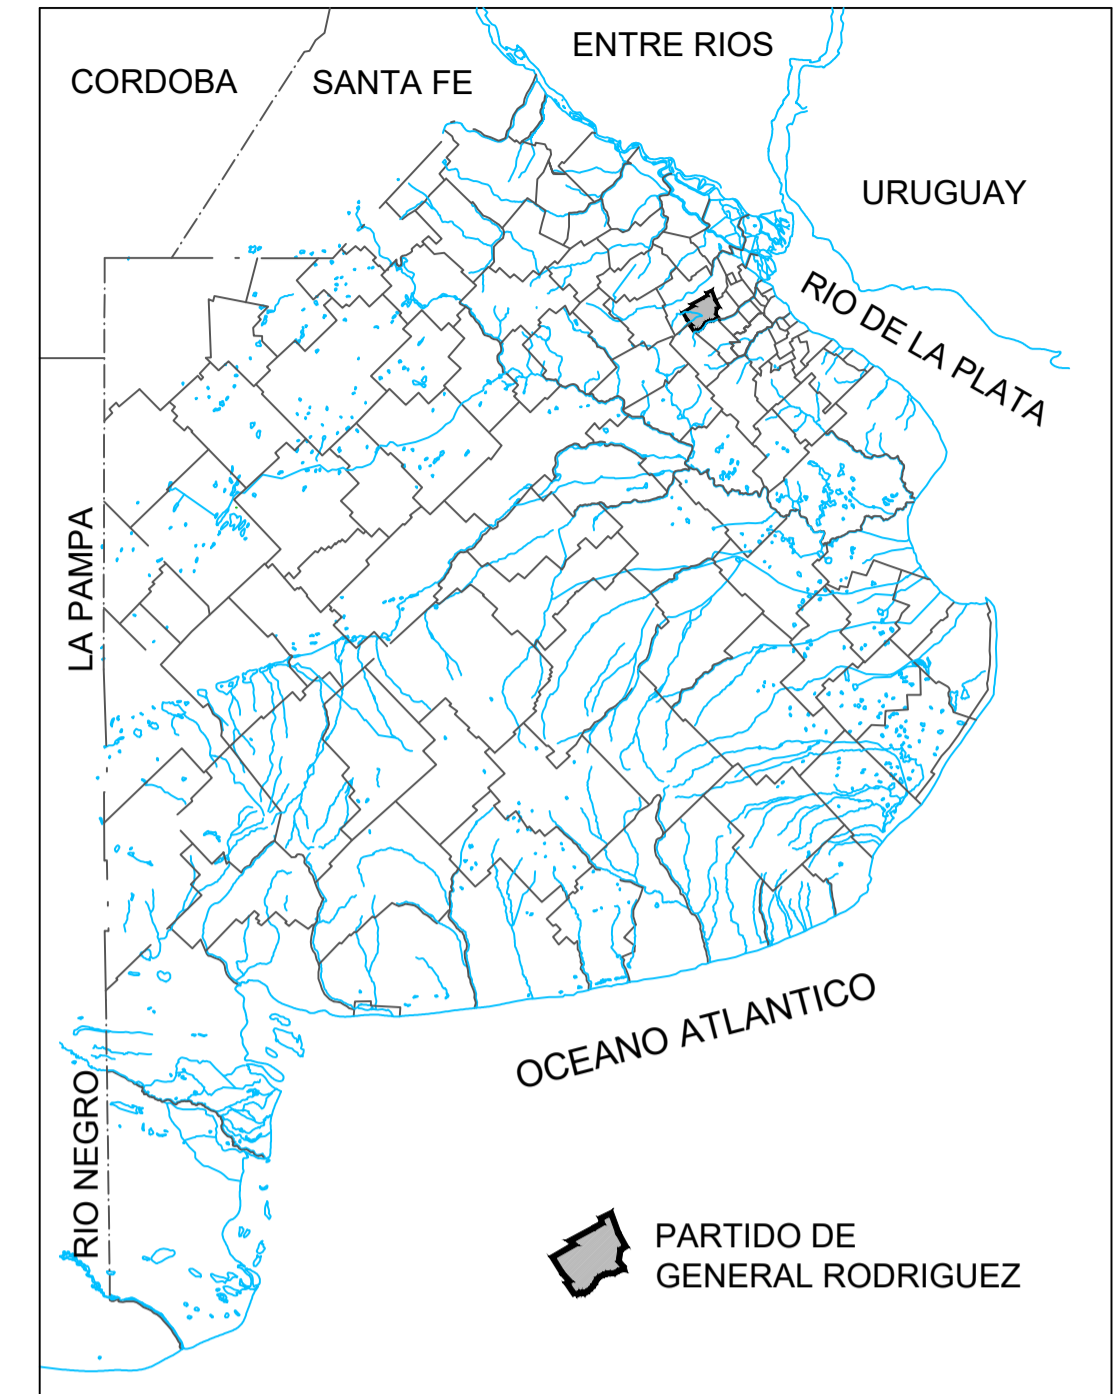 ENTRE RIOS
CORDOBA
SANTA FE
URUGUAY
RIO DE LA PLATA
LA PAMPA
OCEANO ATLANTICO
RIO NEGRO
PARTIDO DE
GENERAL RODRIGUEZ